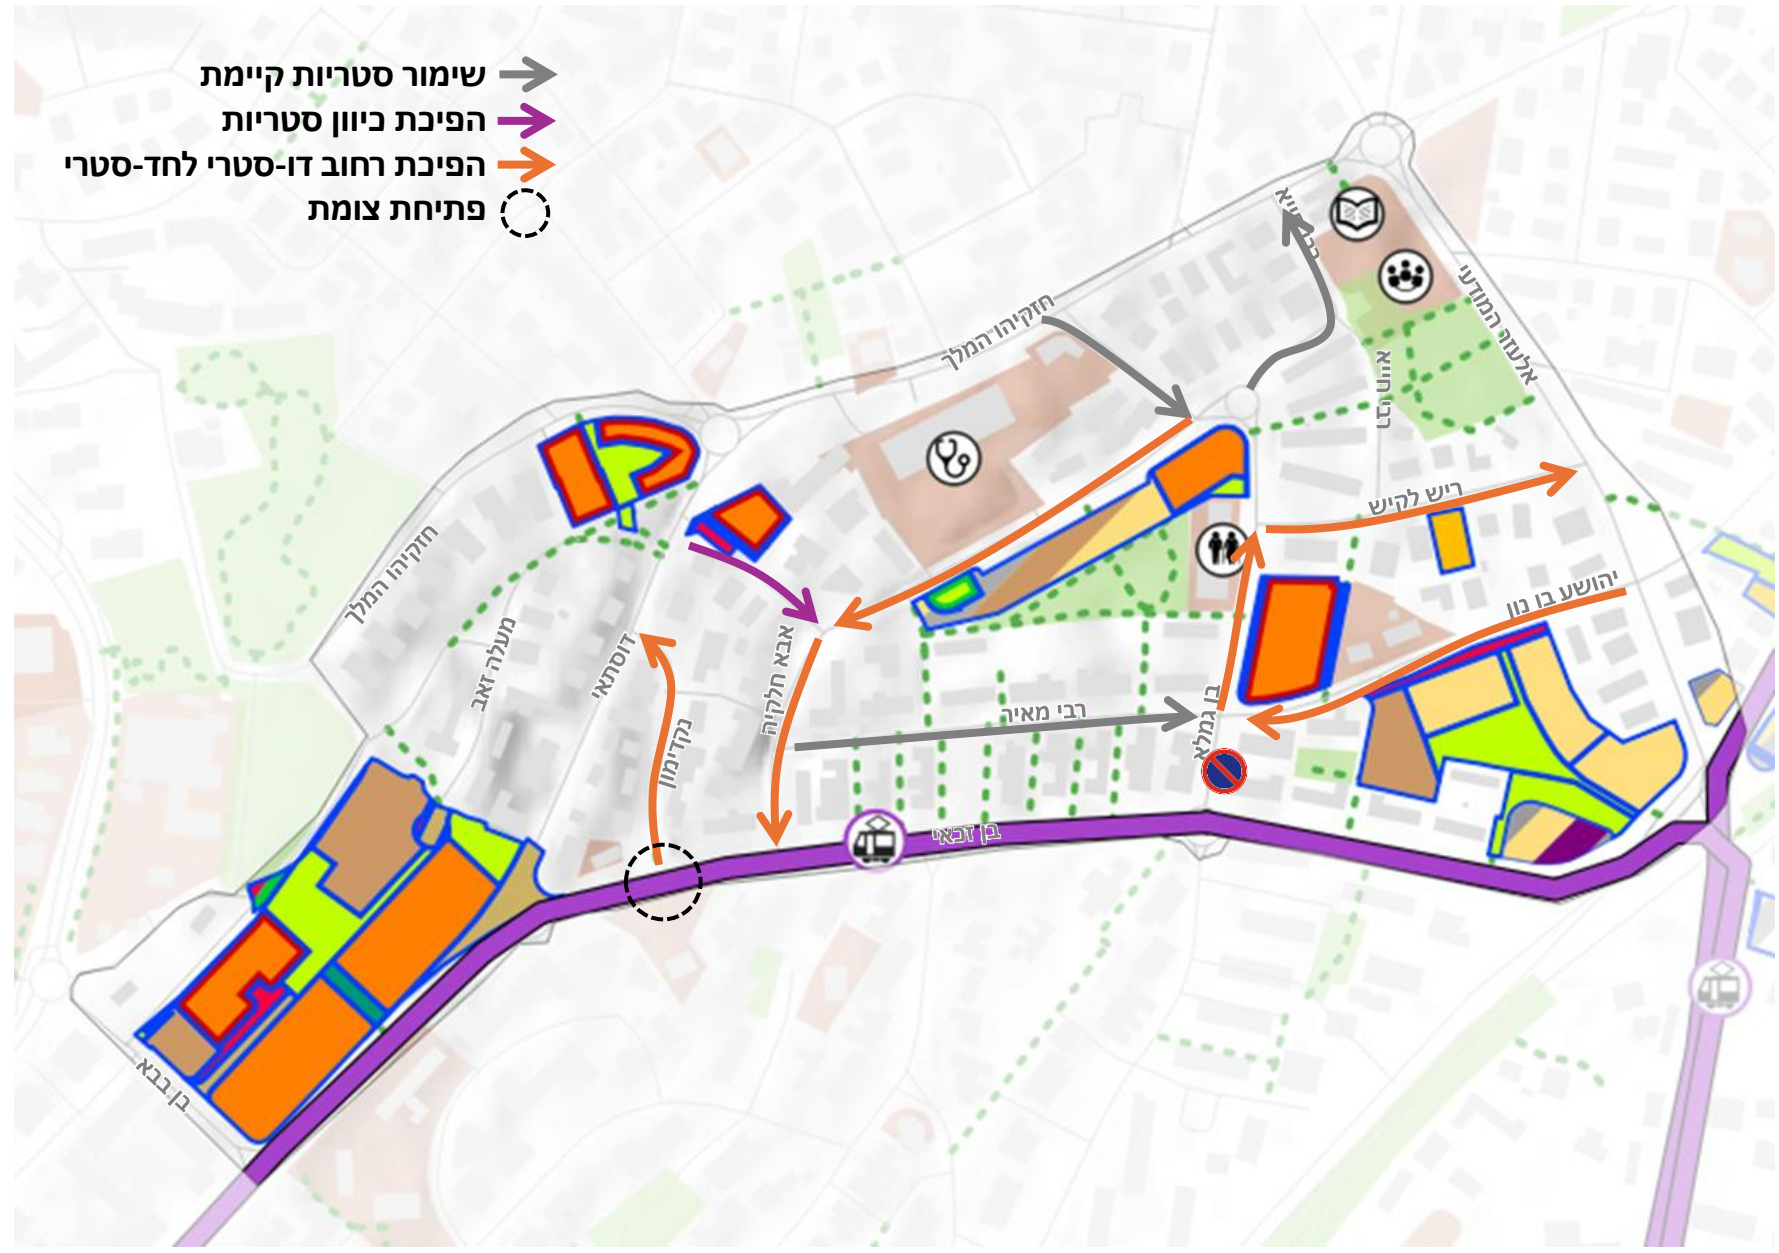 שימור סטריות קיימת
הפיכת כיוון סטריות
הפיכת רחוב דו-סטרי לחד-סטרי
פתיחת צומת
חזקיהו המלך
אלעזר המודעי
רבי חייא
ריש לקיש
יהושע בן נון
חזקיהו המלך
מעלה זאב
דוסתאי
נקדימון
אבא חלקיה
רבי מאיר
בן גמלא
בן זכאי
בן בבא